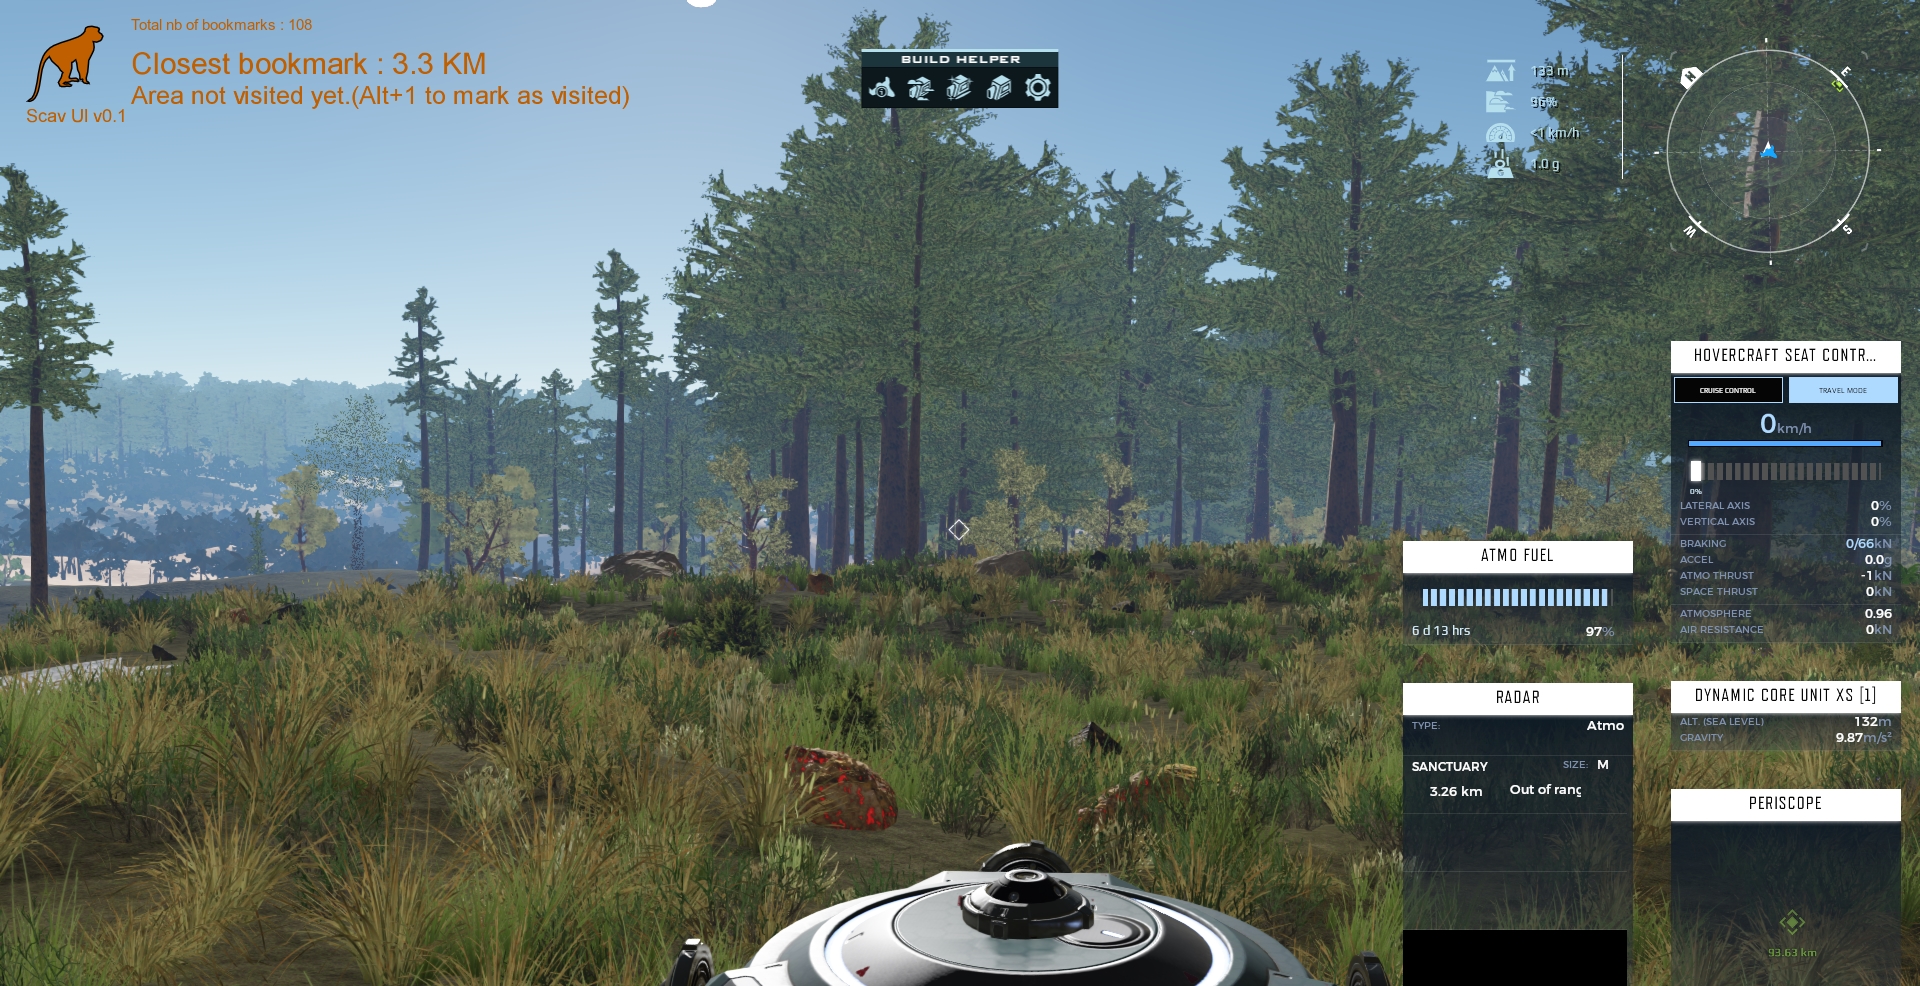 Total nb of bookmarks : 108
Closest bookmark : 3.3 KM
Area not visited yet.(Alt+1 to mark as visited)
Scav UI v0.1
BUILD HELPER
133 m
96%
<1 km/h
1.0 g
N
E
W
S
HOVERCRAFT SEAT CONTR...
CRUISE CONTROL
TRAVEL MODE
0km/h
0%
LATERAL AXIS 0%
VERTICAL AXIS 0%
BRAKING 0/66kN
ACCEL 0.0g
ATMO THRUST -1kN
SPACE THRUST 0kN
ATMOSPHERE 0.96
AIR RESISTANCE 0kN
ATMO FUEL
6 d 13 hrs 97%
RADAR
TYPE: Atmo
SANCTUARY SIZE: M
3.26 km Out of rang
DYNAMIC CORE UNIT XS [1]
ALT. (SEA LEVEL) 132m
GRAVITY 9.87m/s²
PERISCOPE
93.63 km